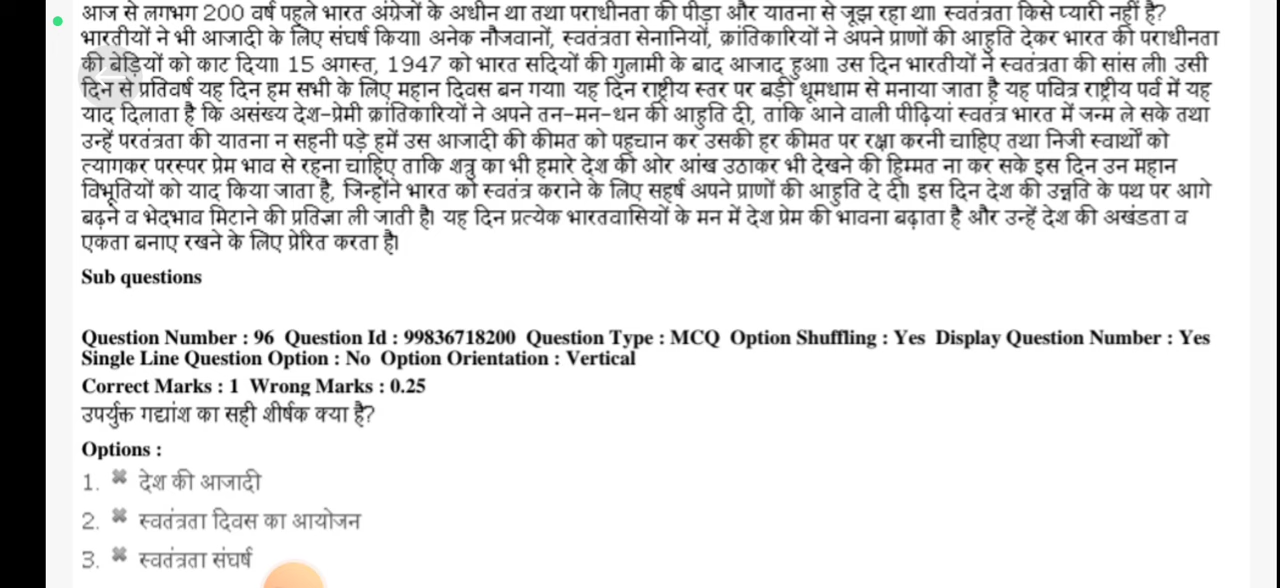 आज से लगभग 200 वर्ष पहले भारत अंग्रेजों के अधीन था तथा पराधीनता की पीड़ा और यातना से जूझ रहा था। स्वतंत्रता किसे प्यारी नहीं है?
भारतीयों ने भी आजादी के लिए संघर्ष किया। अनेक नौजवानों, स्वतंत्रता सेनानियों, क्रांतिकारियों ने अपने प्राणों की आहुति देकर भारत की पराधीनता
की बेड़ियों को काट दिया। 15 अगस्त, 1947 को भारत सदियों की गुलामी के बाद आजाद हुआ। उस दिन भारतीयों ने स्वतंत्रता की सांस ली। उसी
दिन से प्रतिवर्ष यह दिन हम सभी के लिए महान दिवस बन गया। यह दिन राष्ट्रीय स्तर पर बड़ी धूमधाम से मनाया जाता है यह पवित्र राष्ट्रीय पर्व में यह
याद दिलाता है कि असंख्य देश-प्रेमी क्रांतिकारियों ने अपने तन-मन-धन की आहुति दी, ताकि आने वाली पीढ़ियां स्वतंत्र भारत में जन्म ले सके तथा
उन्हें परतंत्रता की यातना न सहनी पड़े हमें उस आजादी की कीमत को पहचान कर उसकी हर कीमत पर रक्षा करनी चाहिए तथा निजी स्वार्थों को
त्यागकर परस्पर प्रेम भाव से रहना चाहिए ताकि शत्रु का भी हमारे देश की ओर आंख उठाकर भी देखने की हिम्मत ना कर सके इस दिन उन महान
विभूतियों को याद किया जाता है, जिन्होंने भारत को स्वतंत्र कराने के लिए सहर्ष अपने प्राणों की आहुति दे दी। इस दिन देश की उन्नति के पथ पर आगे
बढ़ने व भेदभाव मिटाने की प्रतिज्ञा ली जाती है। यह दिन प्रत्येक भारतवासियों के मन में देश प्रेम की भावना बढ़ाता है और उन्हें देश की अखंडता व
एकता बनाए रखने के लिए प्रेरित करता है।
Sub questions
Question Number : 96 Question Id : 99836718200 Question Type : MCQ Option Shuffling : Yes Display Question Number : Yes
Single Line Question Option : No Option Orientation : Vertical
Correct Marks : 1 Wrong Marks : 0.25
उपर्युक्त गद्यांश का सही शीर्षक क्या है?
Options :
1. देश की आजादी
2. स्वतंत्रता दिवस का आयोजन
3. स्वतंत्रता संघर्ष